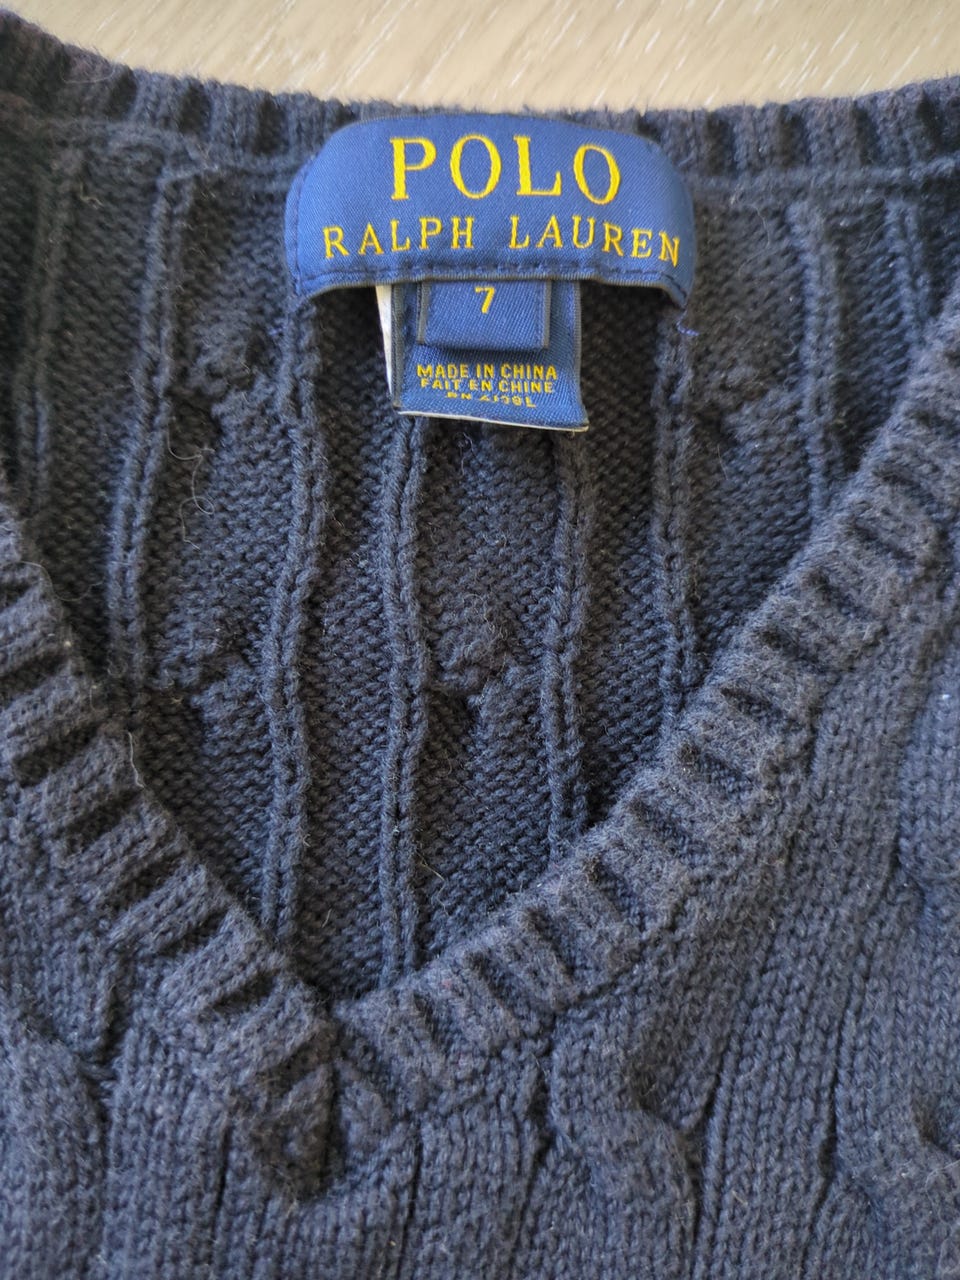 POLO
RALPH LAUREN
7
MADE IN CHINA
FAIT EN CHINE